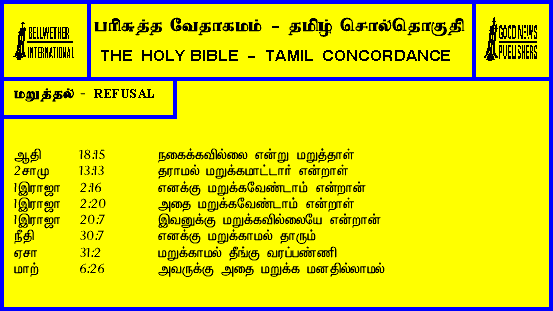 BELLWETHER
INTERNATIONAL
பரிசுத்த வேதாகமம் - தமிழ் சொல்தொகுதி
THE HOLY BIBLE - TAMIL CONCORDANCE
GOOD NEWS
PUBLISHERS
மறுத்தல் - REFUSAL
ஆதி 18:15 நகைக்கவில்லை என்று மறுத்தாள்
2சாமு 13:13 தராமல் மறுக்கமாட்டார் என்றாள்
1இராஜா 2:16 எனக்கு மறுக்கவேண்டாம் என்றான்
1இராஜா 2:20 அதை மறுக்கவேண்டாம் என்றாள்
1இராஜா 20:7 இவனுக்கு மறுக்கவில்லையே என்றான்
நீதி 30:7 எனக்கு மறுக்காமல் தாரும்
ஏசா 31:2 மறுக்காமல் தீங்கு வரப்பண்ணி
மாற் 6:26 அவருக்கு அதை மறுக்க மனதில்லாமல்